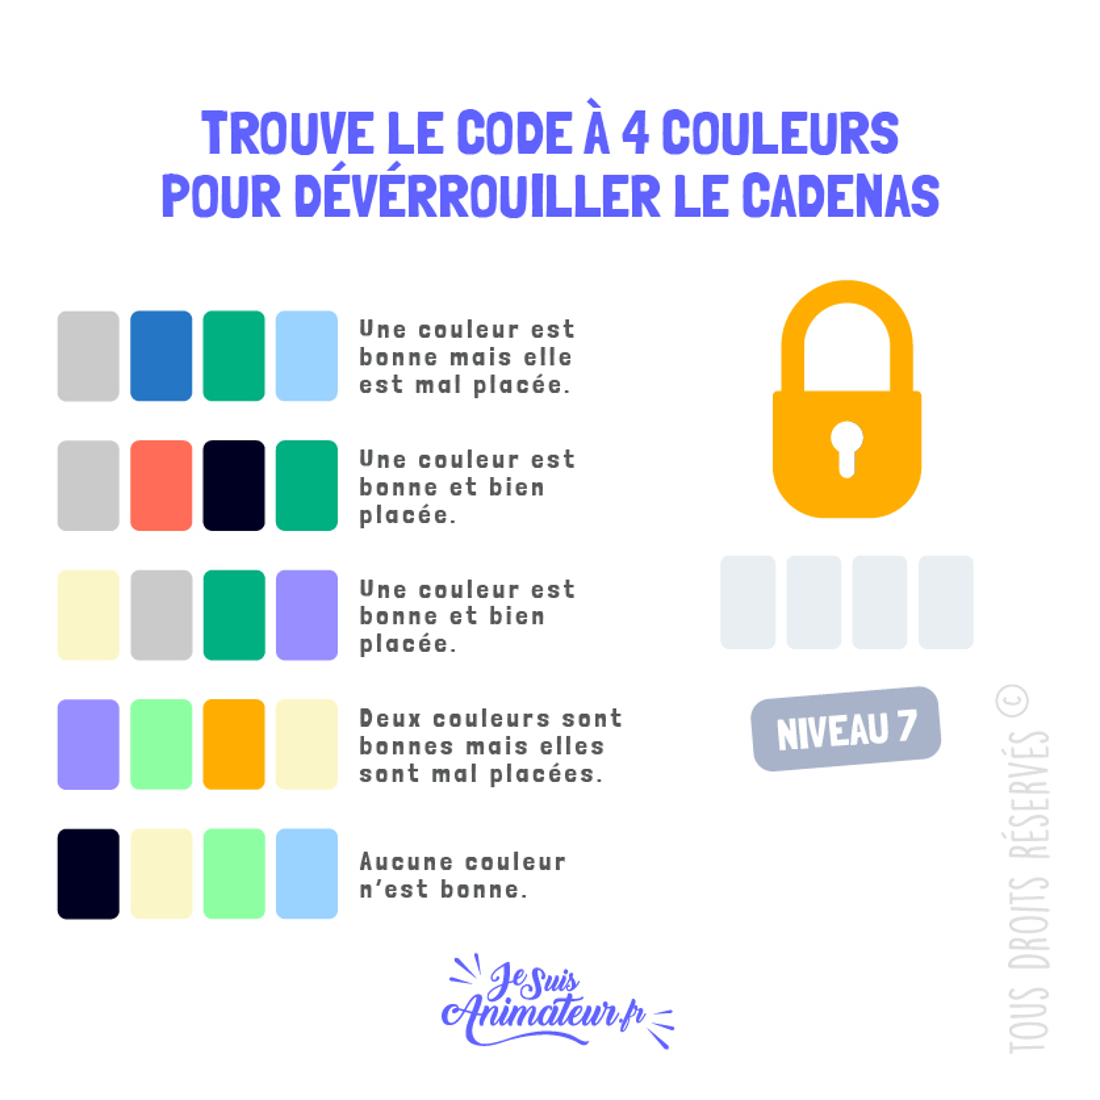 TROUVE LE CODE À 4 COULEURS
POUR DÉVÉRROUILLER LE CADENAS
Une couleur est
bonne mais elle
est mal placée.
Une couleur est
bonne et bien
placée.
Une couleur est
bonne et bien
placée.
Deux couleurs sont
bonnes mais elles
sont mal placées.
Aucune couleur
n'est bonne.
NIVEAU 7
TOUS DROITS RÉSERVÉS ©
Je Suis
Animateur.fr